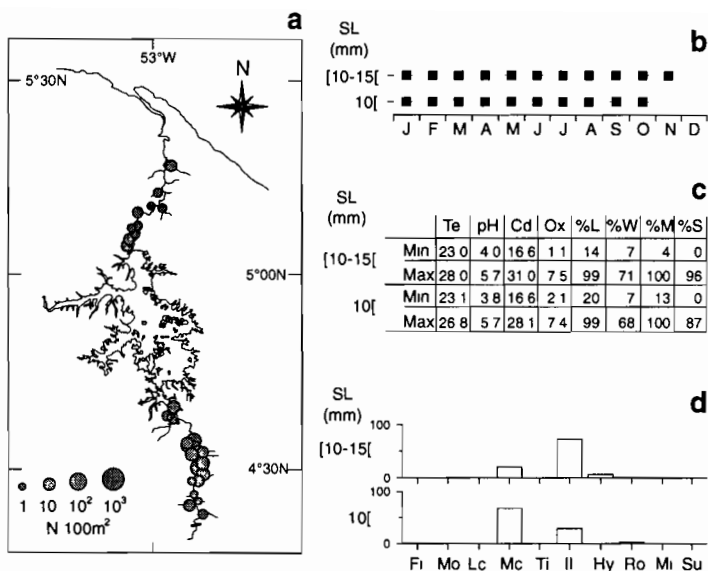 a
53°W
5°30N
N
5°00N
4°30N
1 10 10² 10³
N 100m²
b
SL
(mm)
[10-15[
10[
J F M A M J J A S O N D
c
SL
(mm)
Te pH Cd Ox %L %W %M %S
[10-15[
Min 23 0 4 0 16 6 1 1 14 7 4 0
Max 28 0 5 7 31 0 7 5 99 71 100 96
10[
Min 23 1 3 8 16 6 2 1 20 7 13 0
Max 26 8 5 7 28 1 7 4 99 68 100 87
d
SL
(mm)
100
[10-15[
0
100
10[
0
Fi Mo Lc Mc Ti Il Hy Ro Mi Su